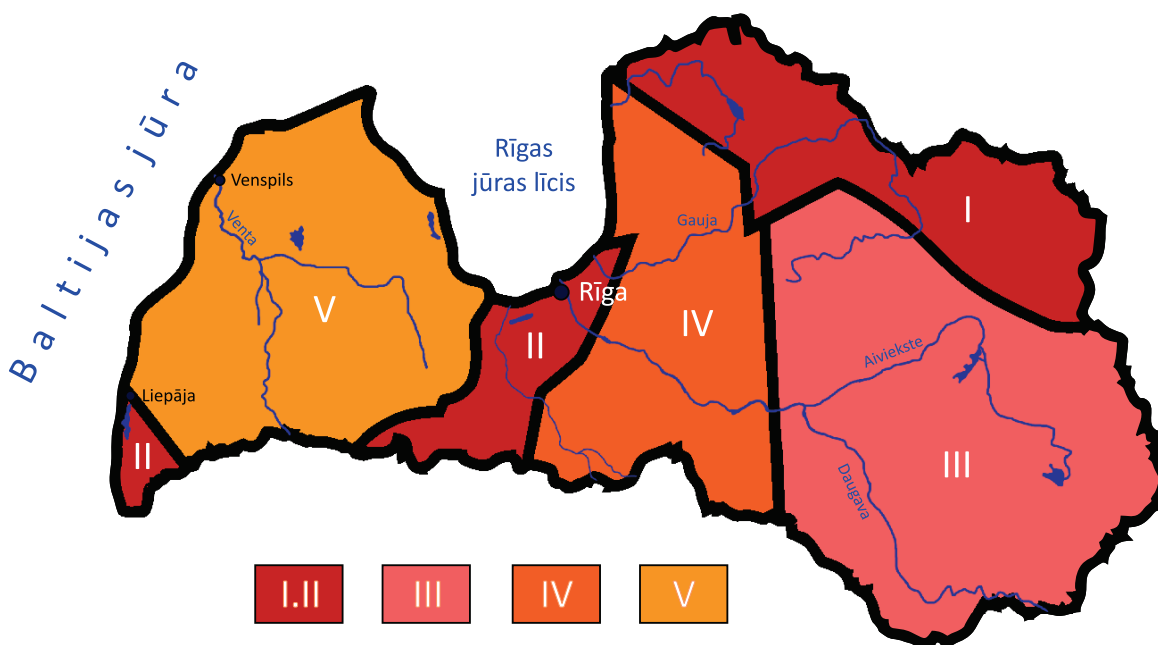 Baltijas jūra
Rīgas
jūras līcis
Venspils
Venta
Gauja
I
Rīga
V
II
IV
Aiviekste
Liepāja
II
III
Daugava
I.II
III
IV
V